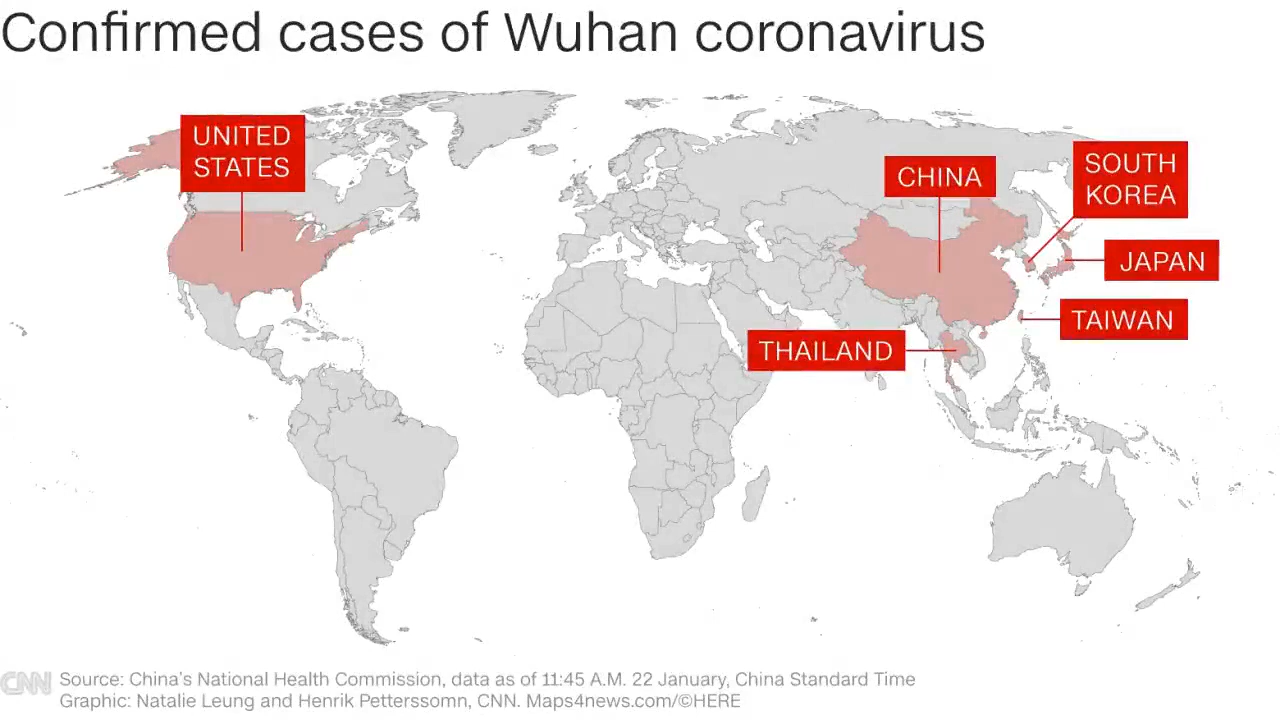 Confirmed cases of Wuhan coronavirus
UNITED
STATES
CHINA
SOUTH
KOREA
JAPAN
TAIWAN
THAILAND
CNN
Source: China's National Health Commission, data as of 11:45 A.M. 22 January, China Standard Time
Graphic: Natalie Leung and Henrik Petterssomn, CNN. Maps4news.com/©HERE